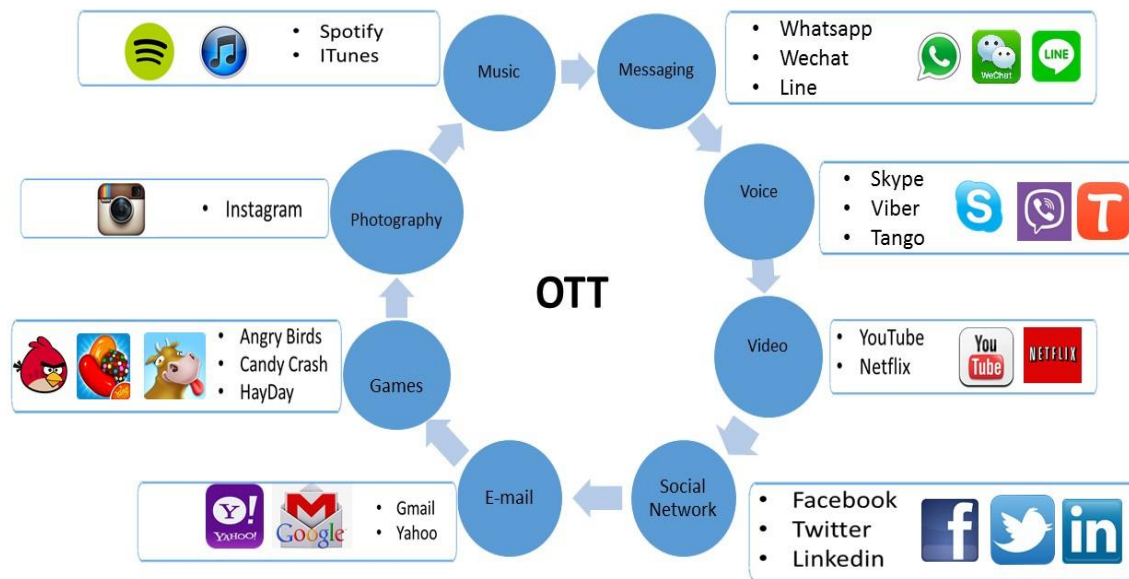 Spotify
ITunes
Music
Messaging
Whatsapp
Wechat
Line
WeChat
LINE
Instagram
Photography
Voice
Skype
Viber
Tango
S
T
OTT
Angry Birds
Candy Crash
HayDay
Games
Video
YouTube
Netflix
You
Tube
NETFLIX
Y!
YAHOO!
Google
Gmail
Yahoo
E-mail
Social
Network
Facebook
Twitter
Linkedin
f
in